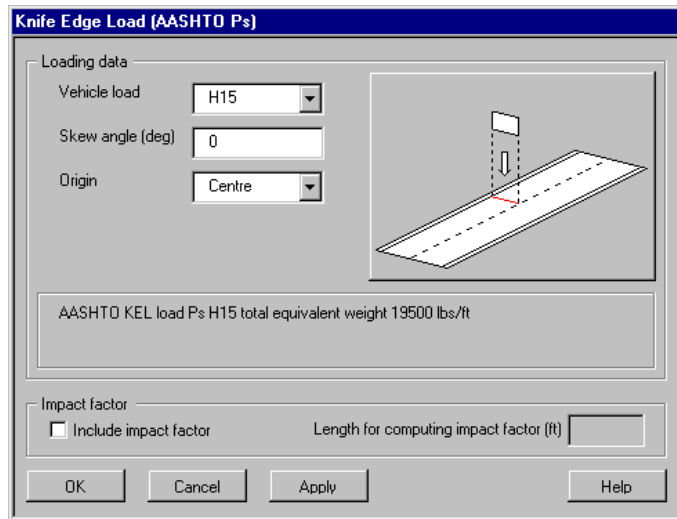 Knife Edge Load (AASHTO Ps)
Loading data
Vehicle load H15
Skew angle (deg) 0
Origin Centre
AASHTO KEL load Ps H15 total equivalent weight 19500 lbs/ft
Impact factor
Include impact factor Length for computing impact factor (ft)
OK Cancel Apply Help